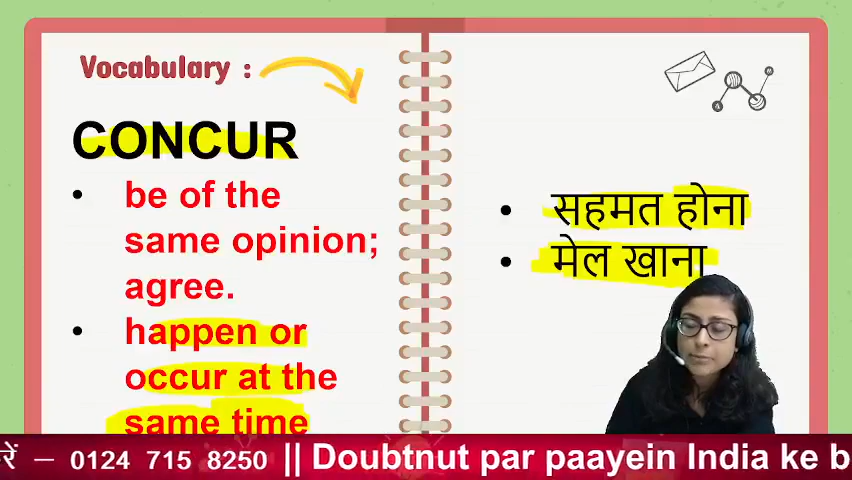 Vocabulary :
CONCUR
• be of the
same opinion;
agree.
• happen or
occur at the
same time
• सहमत होना
• मेल खाना
रें – 0124 715 8250 || Doubtnut par paayein India ke b